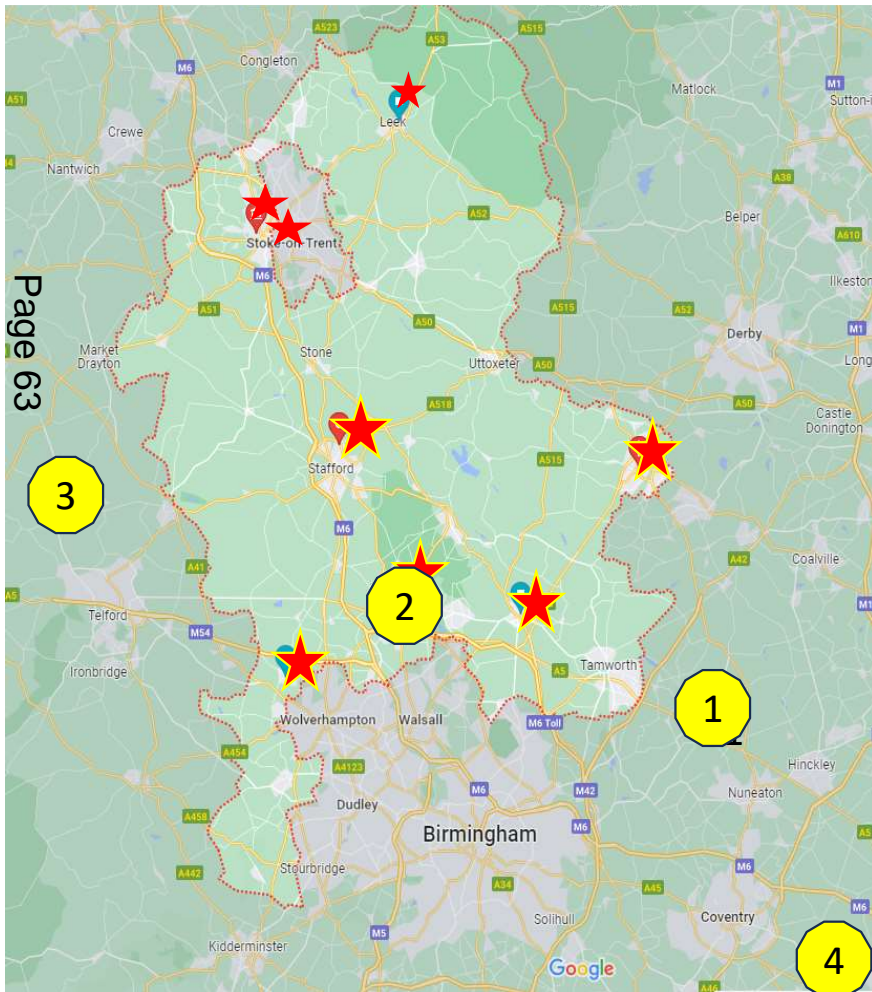 A523
A53
A515
Congleton
M6
Matlock
M1
A51
Sutton-i
Leek
Crewe
Nantwich
A38
A52
Belper
A610
Stoke-on-Trent
M6
Ilkeston
Page 63
A51
A515
A52
A50
Derby
Market
Drayton
Stone
Uttoxeter
A50
Long
A518
A50
Castle
Donington
Stafford
A515
3
M6
A42
Coalville
A41
A5
Telford
2
M1
M54
Ironbridge
A5
Tamworth
1
Wolverhampton
Walsall
M6 Toll
A454
Hinckley
A4123
M6
M42
Nuneaton
Dudley
A458
Birmingham
M6
A5
Stourbridge
A442
A34
A45
M6
Solihull
Coventry
M5
Kidderminster
4
Google
A46